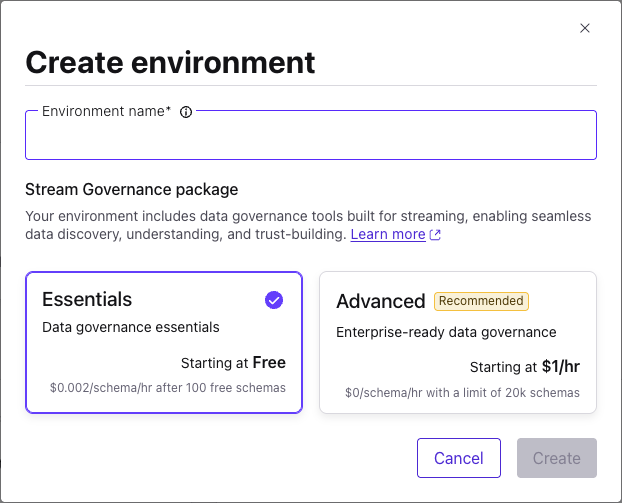 Create environment
Environment name*
Stream Governance package
Your environment includes data governance tools built for streaming, enabling seamless
data discovery, understanding, and trust-building. Learn more
Essentials
Data governance essentials
Starting at Free
$0.002/schema/hr after 100 free schemas
Advanced Recommended
Enterprise-ready data governance
Starting at $1/hr
$0/schema/hr with a limit of 20k schemas
Cancel
Create